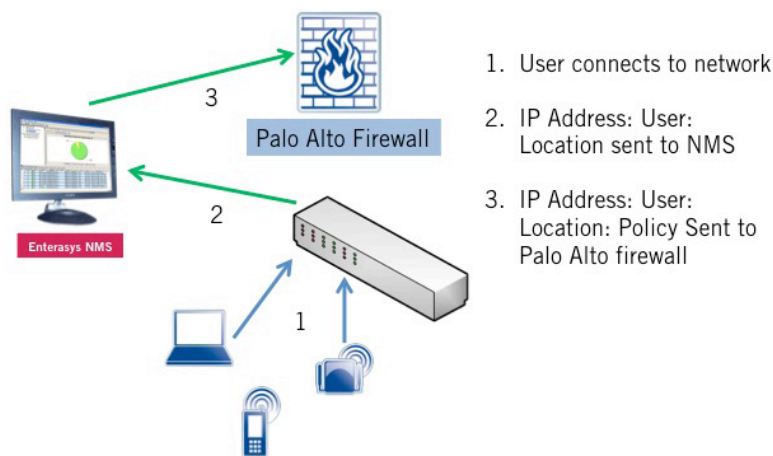 3
Palo Alto Firewall
2
Enterasys NMS
1
1. User connects to network
2. IP Address: User:
Location sent to NMS
3. IP Address: User:
Location: Policy Sent to
Palo Alto firewall